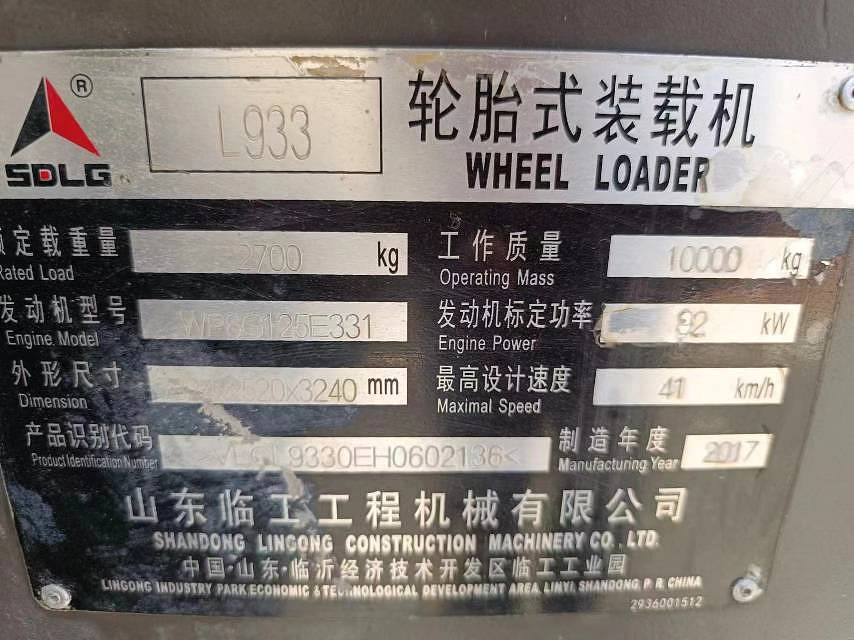 ® L933 轮胎式装载机
SDLG WHEEL LOADER
定载重量 2700 kg 工作质量 10000 kg
Rated Load Operating Mass
发动机型号 WP6G125E331 发动机标定功率 92 kW
Engine Model Engine Power
外形尺寸 2520×3240 mm 最高设计速度 41 km/h
Dimension Maximal Speed
产品识别代码 L9330EH0602136< 制造年度 2017
Product Identification Number Manufacturing Year
山东临工工程机械有限公司
SHANDONG LINGONG CONSTRUCTION MACHINERY CO., LTD.
中国·山东·临沂经济技术开发区临工工业园
LINGONG INDUSTRY PARK ECONOMIC & TECHNOLOGICAL DEVELOPMENT AREA LINYI, SHANDONG P. R. CHINA
2936001512